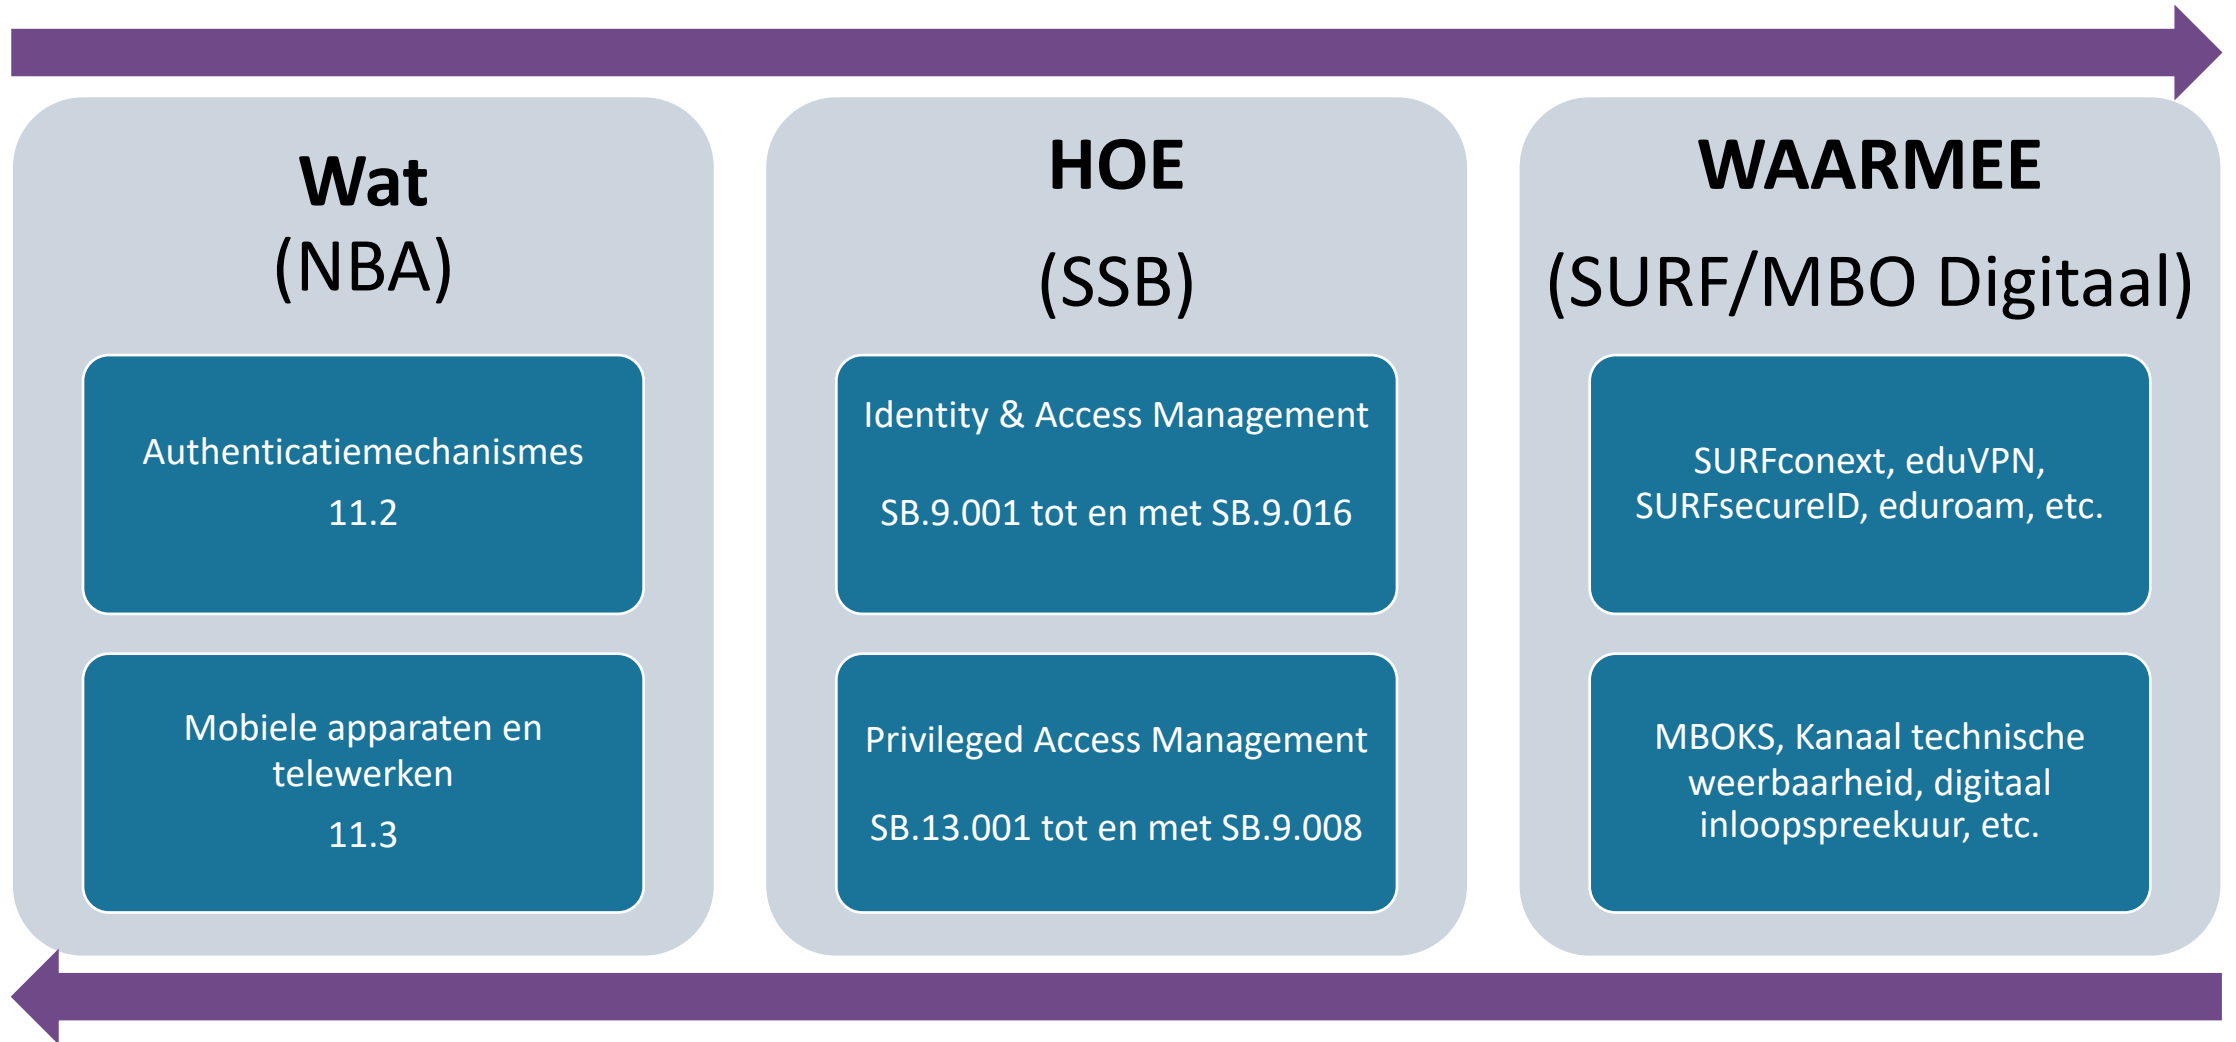 Wat
(NBA)
Authenticatiemechanismes
11.2
Mobiele apparaten en
telewerken
11.3
HOE
(SSB)
Identity & Access Management
SB.9.001 tot en met SB.9.016
Privileged Access Management
SB.13.001 tot en met SB.9.008
WAARMEE
(SURF/MBO Digitaal)
SURFconext, eduVPN,
SURFsecureID, eduroam, etc.
MBOKS, Kanaal technische
weerbaarheid, digitaal
inloopspreekuur, etc.